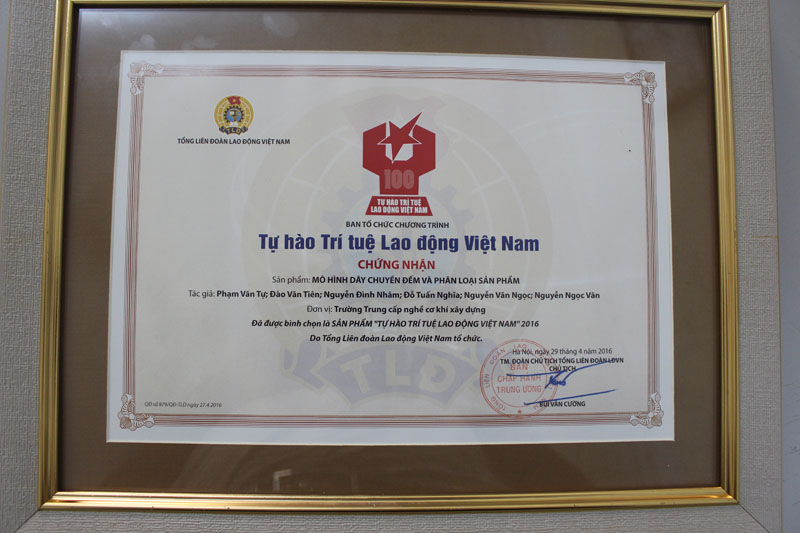 TỔNG LIÊN ĐOÀN LAO ĐỘNG VIỆT NAM
100
TỰ HÀO TRÍ TUỆ
LAO ĐỘNG VIỆT NAM
BAN TỔ CHỨC CHƯƠNG TRÌNH
Tự hào Trí tuệ Lao động Việt Nam
CHỨNG NHẬN
Sản phẩm: MÔ HÌNH DÂY CHUYỀN ĐẾM VÀ PHÂN LOẠI SẢN PHẨM
Tác giả: Phạm Văn Tự; Đào Văn Tiên; Nguyễn Đình Nhâm; Đỗ Tuấn Nghĩa; Nguyễn Văn Ngọc; Nguyễn Ngọc Vân
Đơn vị: Trường Trung cấp nghề cơ khí xây dựng
Đã được bình chọn là SẢN PHẨM "TỰ HÀO TRÍ TUỆ LAO ĐỘNG VIỆT NAM" 2016
Do Tổng Liên đoàn Lao động Việt Nam tổ chức.
Hà Nội, ngày 29 tháng 4 năm 2016
TM. ĐOÀN CHỦ TỊCH TỔNG LIÊN ĐOÀN LĐVN
CHỦ TỊCH
BAN
CHẤP HÀNH
TRUNG ƯƠNG
BÙI VĂN CƯỜNG
TLĐ